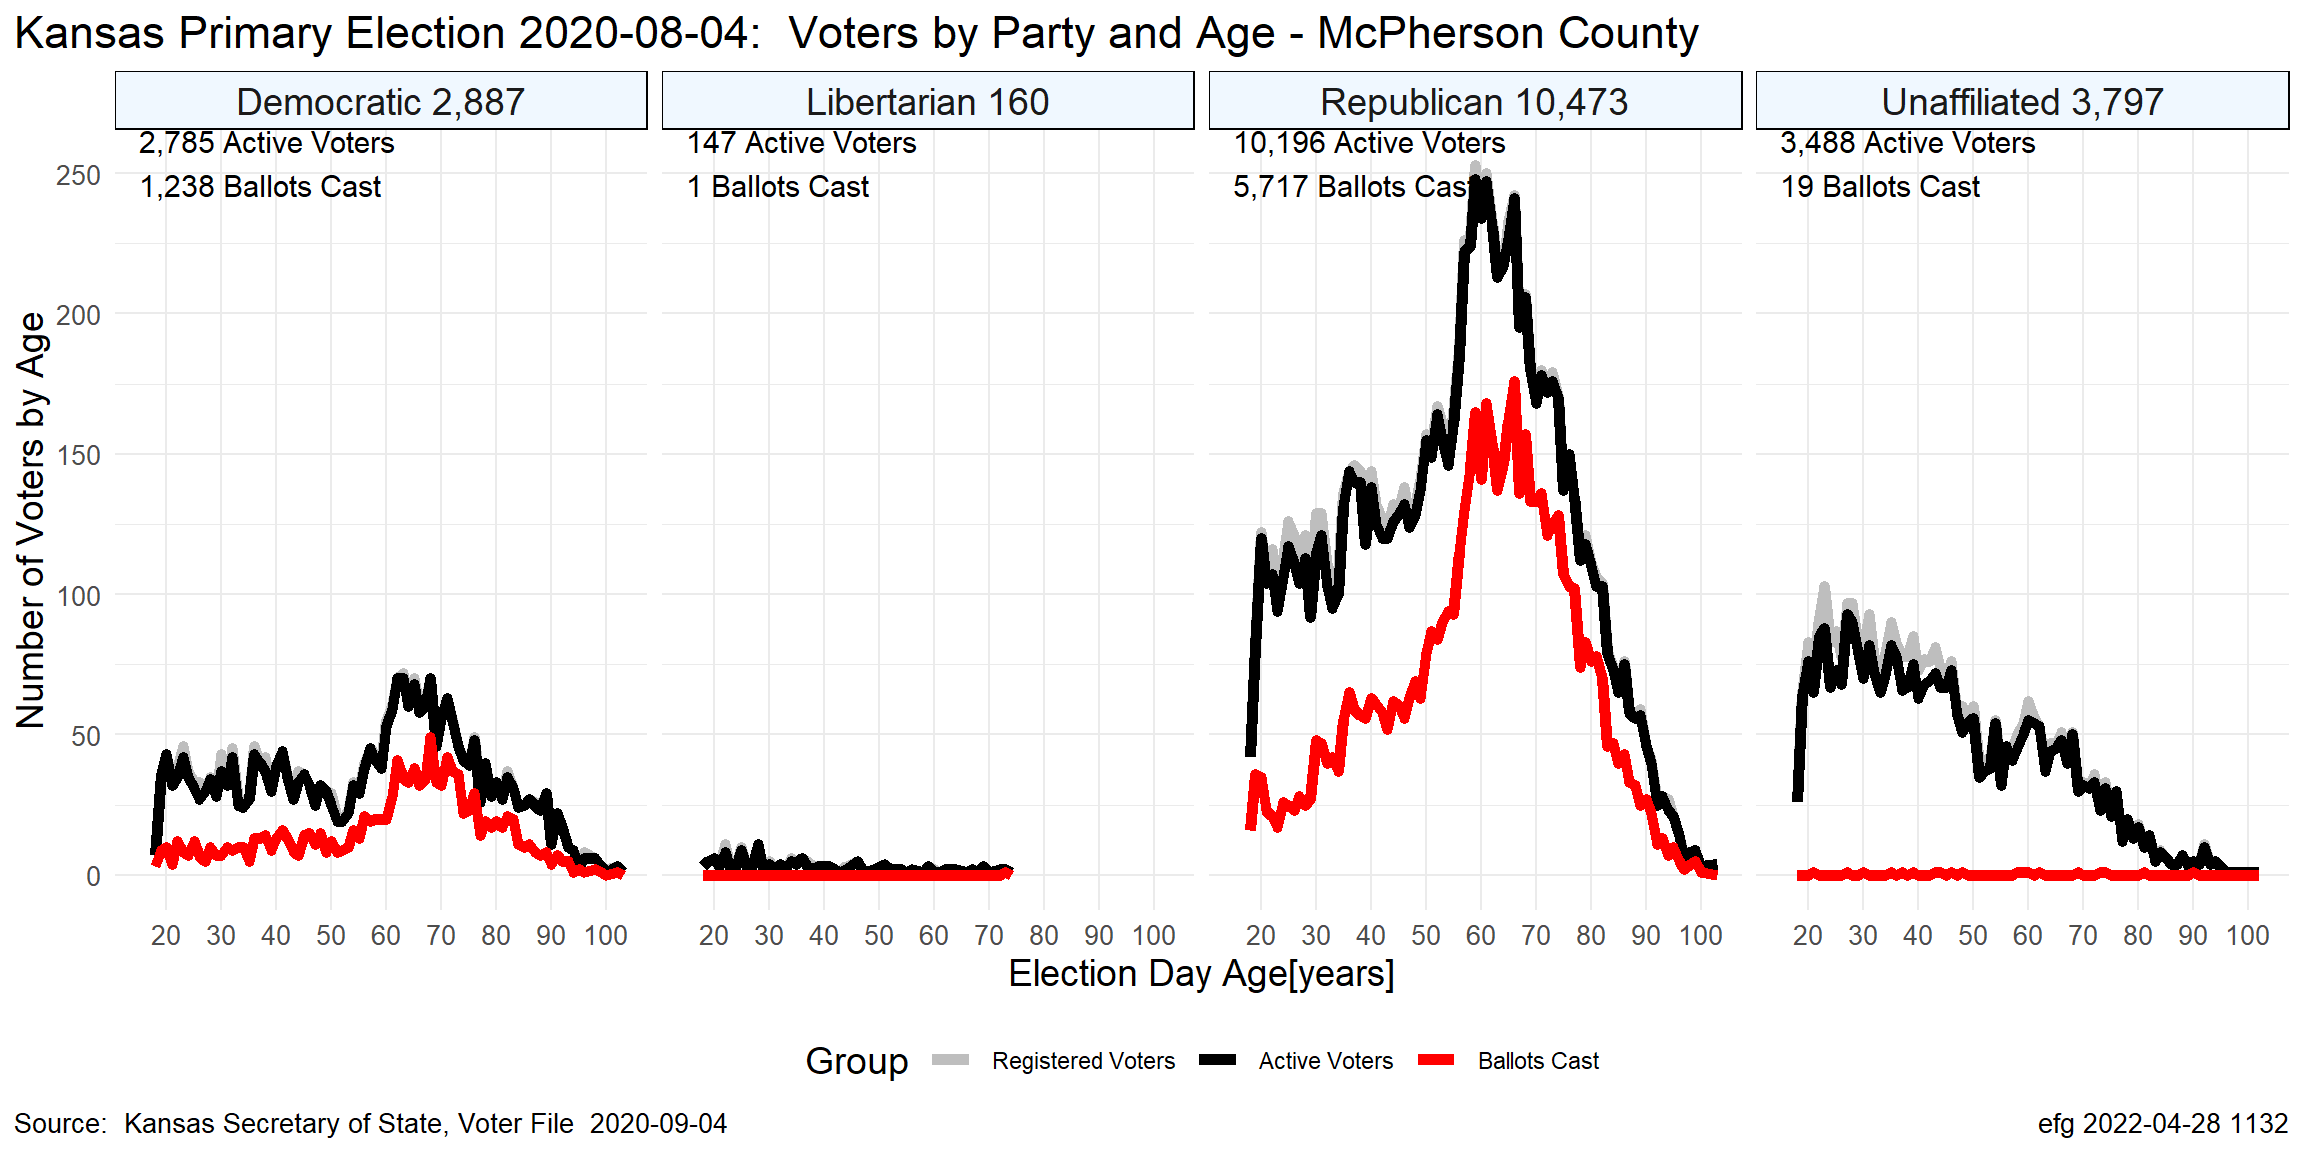 Kansas Primary Election 2020-08-04:  Voters by Party and Age - McPherson County
Democratic 2,887
Libertarian 160
Republican 10,473
Unaffiliated 3,797
2,785 Active Voters
1,238 Ballots Cast
147 Active Voters
1 Ballots Cast
10,196 Active Voters
5,717 Ballots Cast
3,488 Active Voters
19 Ballots Cast
Number of Voters by Age
250
200
150
100
50
0
20 30 40 50 60 70 80 90 100
20 30 40 50 60 70 80 90 100
20 30 40 50 60 70 80 90 100
20 30 40 50 60 70 80 90 100
Election Day Age[years]
Group Registered Voters Active Voters Ballots Cast
Source:  Kansas Secretary of State, Voter File  2020-09-04
efg 2022-04-28 1132